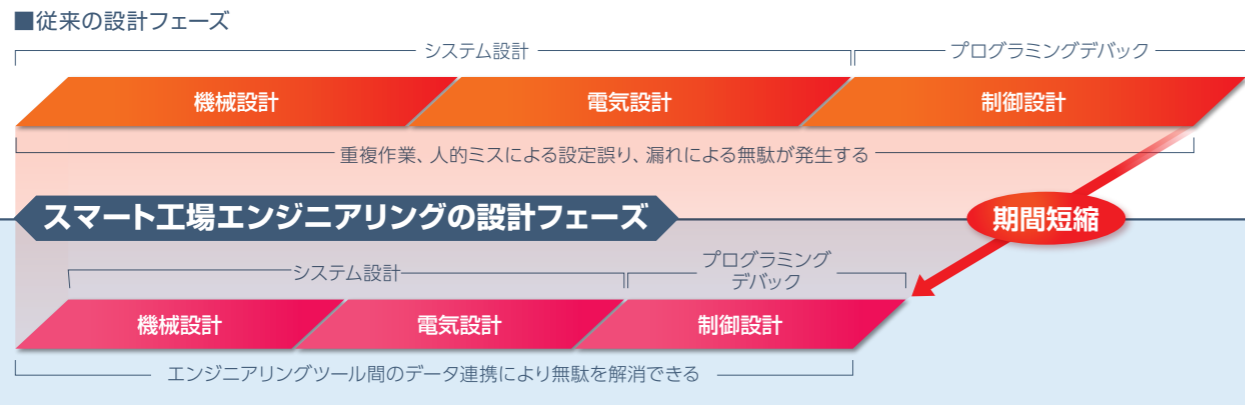 ■従来の設計フェーズ
システム設計
プログラミングデバック
機械設計
電気設計
制御設計
重複作業、人的ミスによる設定誤り、漏れによる無駄が発生する
スマート工場エンジニアリングの設計フェーズ
期間短縮
システム設計
プログラミング
デバック
機械設計
電気設計
制御設計
エンジニアリングツール間のデータ連携により無駄を解消できる